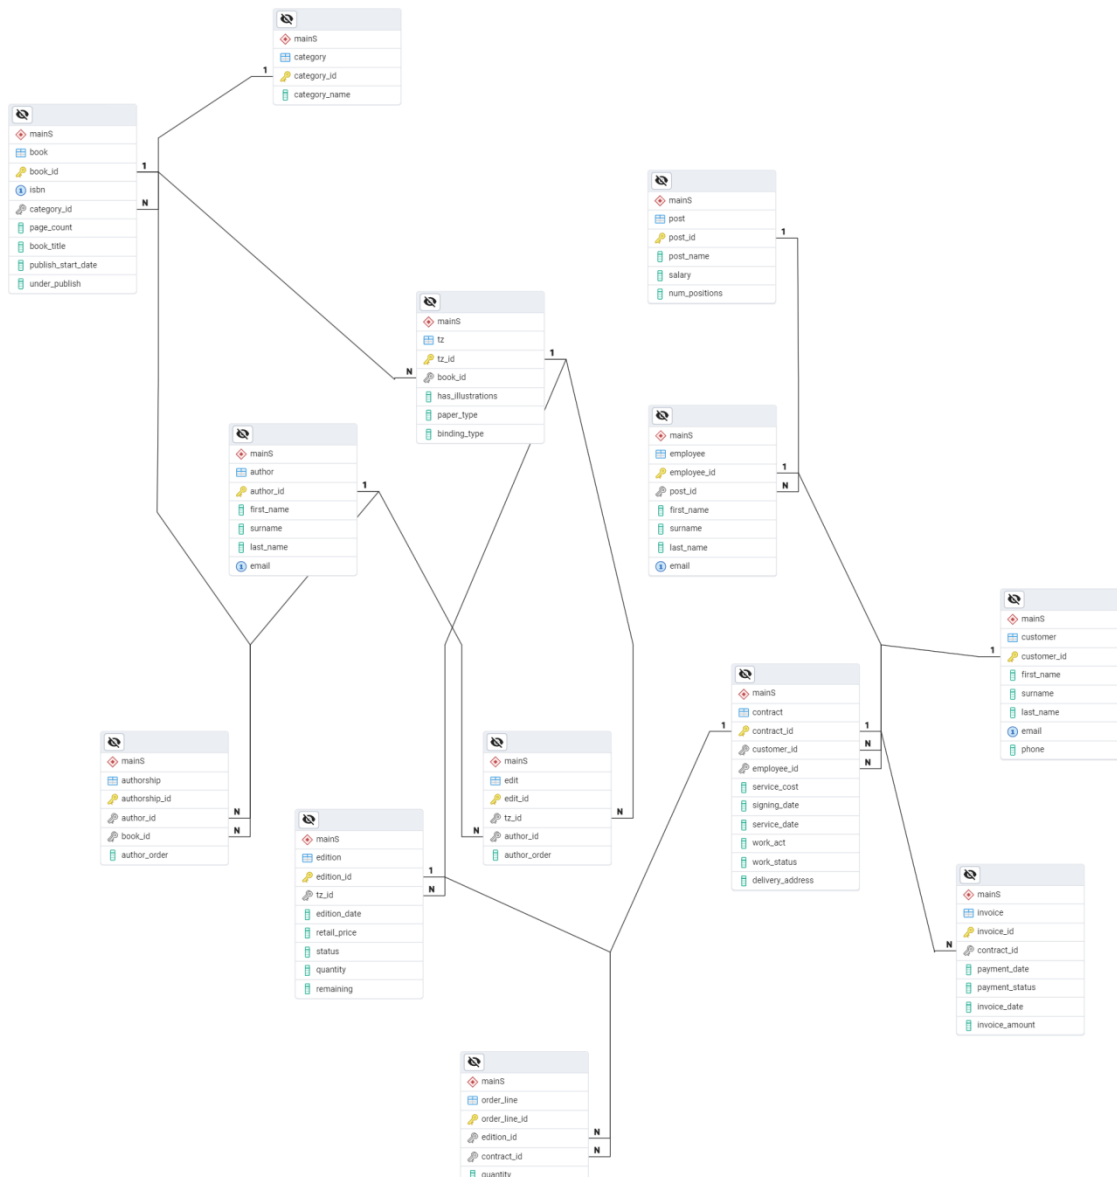 mainS
category
category_id
category_name
1
mainS
book
book_id
isbn
category_id
page_count
book_title
publish_start_date
under_publish
1
N
mainS
post
post_id
post_name
salary
num_positions
1
mainS
tz
tz_id
book_id
has_illustrations
paper_type
binding_type
1
N
mainS
employee
employee_id
post_id
first_name
surname
last_name
email
1
N
mainS
author
author_id
first_name
surname
last_name
email
1
mainS
customer
customer_id
first_name
surname
last_name
email
phone
1
mainS
contract
contract_id
customer_id
employee_id
service_cost
signing_date
service_date
work_act
work_status
delivery_address
1
1
N
N
mainS
authorship
authorship_id
author_id
book_id
author_order
N
N
mainS
edit
edit_id
tz_id
author_id
author_order
N
N
mainS
edition
edition_id
tz_id
edition_date
retail_price
status
quantity
remaining
1
N
mainS
invoice
invoice_id
contract_id
payment_date
payment_status
invoice_date
invoice_amount
N
mainS
order_line
order_line_id
edition_id
contract_id
quantity
N
N